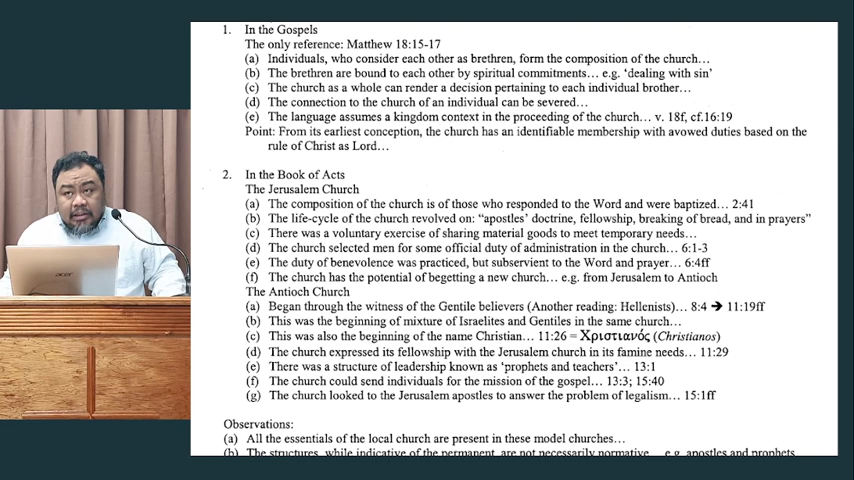 1. In the Gospels
The only reference: Matthew 18:15-17
(a) Individuals, who consider each other as brethren, form the composition of the church…
(b) The brethren are bound to each other by spiritual commitments… e.g. ‘dealing with sin’
(c) The church as a whole can render a decision pertaining to each individual brother…
(d) The connection to the church of an individual can be severed…
(e) The language assumes a kingdom context in the proceeding of the church… v. 18f, cf.16:19
Point: From its earliest conception, the church has an identifiable membership with avowed duties based on the
rule of Christ as Lord…
2. In the Book of Acts
The Jerusalem Church
(a) The composition of the church is of those who responded to the Word and were baptized… 2:41
(b) The life-cycle of the church revolved on: “apostles’ doctrine, fellowship, breaking of bread, and in prayers”
(c) There was a voluntary exercise of sharing material goods to meet temporary needs…
(d) The church selected men for some official duty of administration in the church… 6:1-3
(e) The duty of benevolence was practiced, but subservient to the Word and prayer… 6:4ff
(f) The church has the potential of begetting a new church… e.g. from Jerusalem to Antioch
The Antioch Church
(a) Began through the witness of the Gentile believers (Another reading: Hellenists)… 8:4 ➔ 11:19ff
(b) This was the beginning of mixture of Israelites and Gentiles in the same church…
(c) This was also the beginning of the name Christian… 11:26 = Χριστιανός (Christianos)
(d) The church expressed its fellowship with the Jerusalem church in its famine needs… 11:29
(e) There was a structure of leadership known as ‘prophets and teachers’… 13:1
(f) The church could send individuals for the mission of the gospel… 13:3; 15:40
(g) The church looked to the Jerusalem apostles to answer the problem of legalism… 15:1ff
Observations:
(a) All the essentials of the local church are present in these model churches…
(b) The structures, while indicative of the permanent, are not necessarily normative… e.g. apostles and prophets
acer